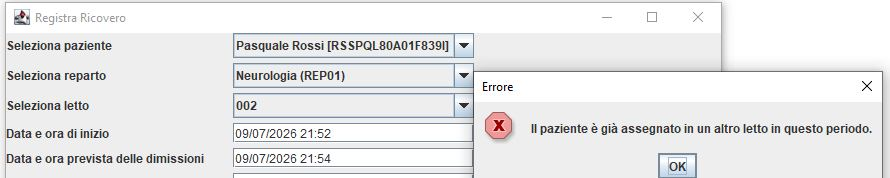 Registra Ricovero
Seleziona paziente Pasquale Rossi [RSSPQL80A01F839I]
Seleziona reparto Neurologia (REP01)
Seleziona letto 002
Data e ora di inizio 09/07/2026 21:52
Data e ora prevista delle dimissioni 09/07/2026 21:54
Errore
Il paziente è già assegnato in un altro letto in questo periodo.
OK